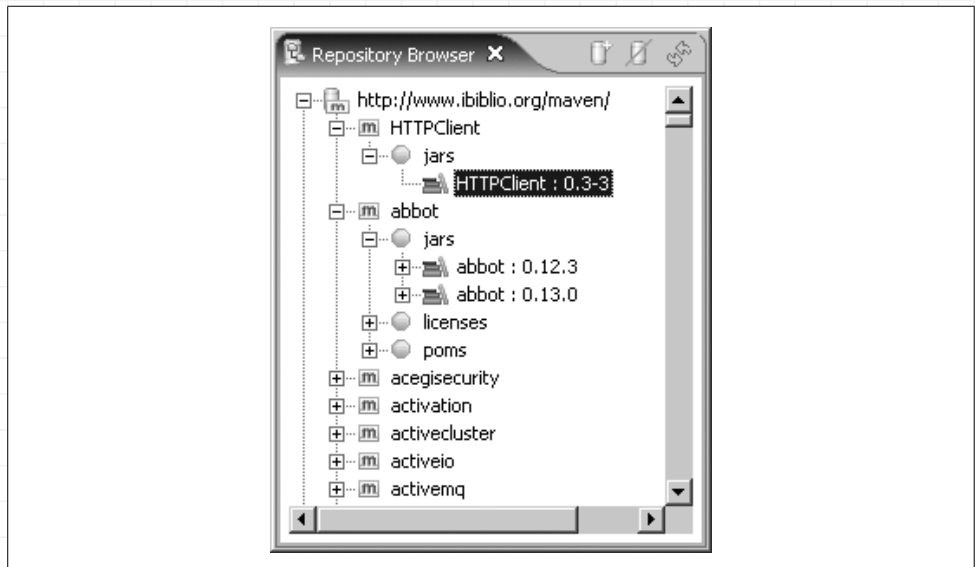 Repository Browser
http://www.ibiblio.org/maven/
HTTPClient
jars
HTTPClient : 0.3-3
abbot
jars
abbot : 0.12.3
abbot : 0.13.0
licenses
poms
acegisecurity
activation
activecluster
activeio
activemq